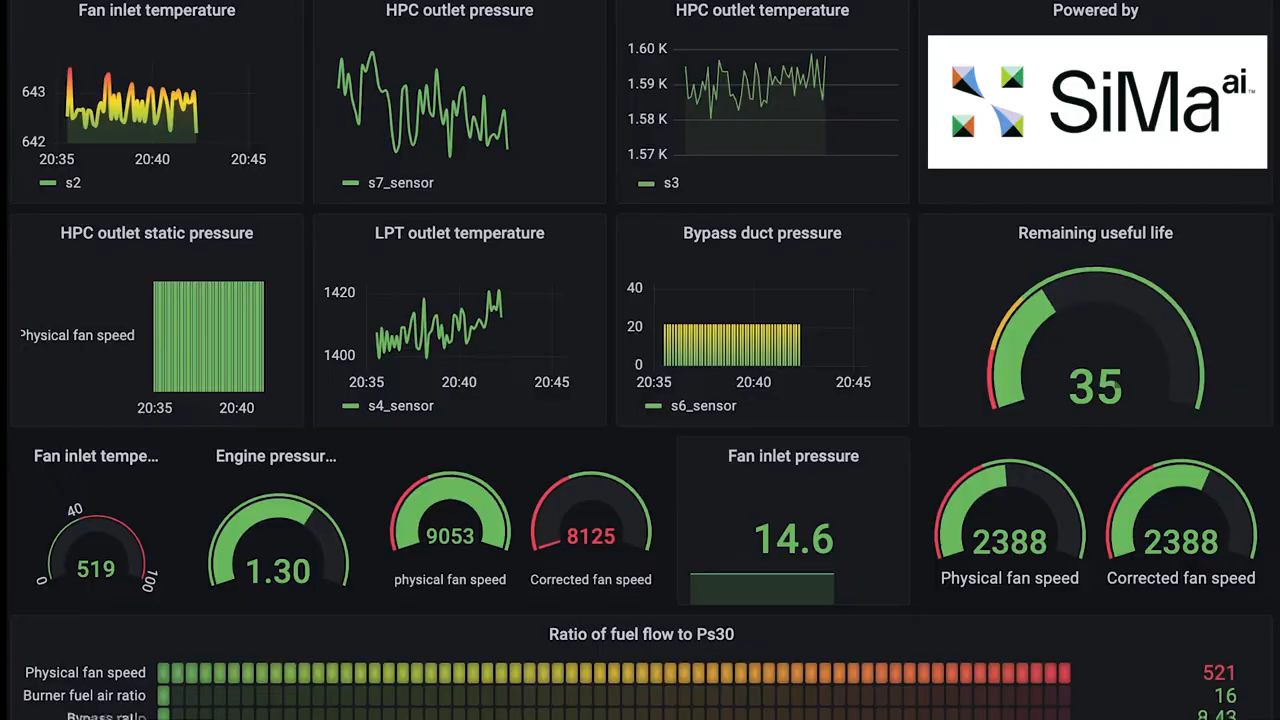 Fan inlet temperature
643
642
20:35
20:40
20:45
s2
HPC outlet pressure
s7_sensor
HPC outlet temperature
1.60 K
1.59 K
1.58 K
1.57 K
s3
Powered by
SiMa ai ™
HPC outlet static pressure
Physical fan speed
20:35
20:40
LPT outlet temperature
1420
1400
20:35
20:40
20:45
s4_sensor
Bypass duct pressure
40
20
0
20:35
20:40
20:45
s6_sensor
Remaining useful life
35
Fan inlet tempe...
0
40
100
519
Engine pressur...
1.30
9053
physical fan speed
8125
Corrected fan speed
Fan inlet pressure
14.6
2388
Physical fan speed
2388
Corrected fan speed
Ratio of fuel flow to Ps30
Physical fan speed
521
Burner fuel air ratio
16
Bypass ratio
8.43